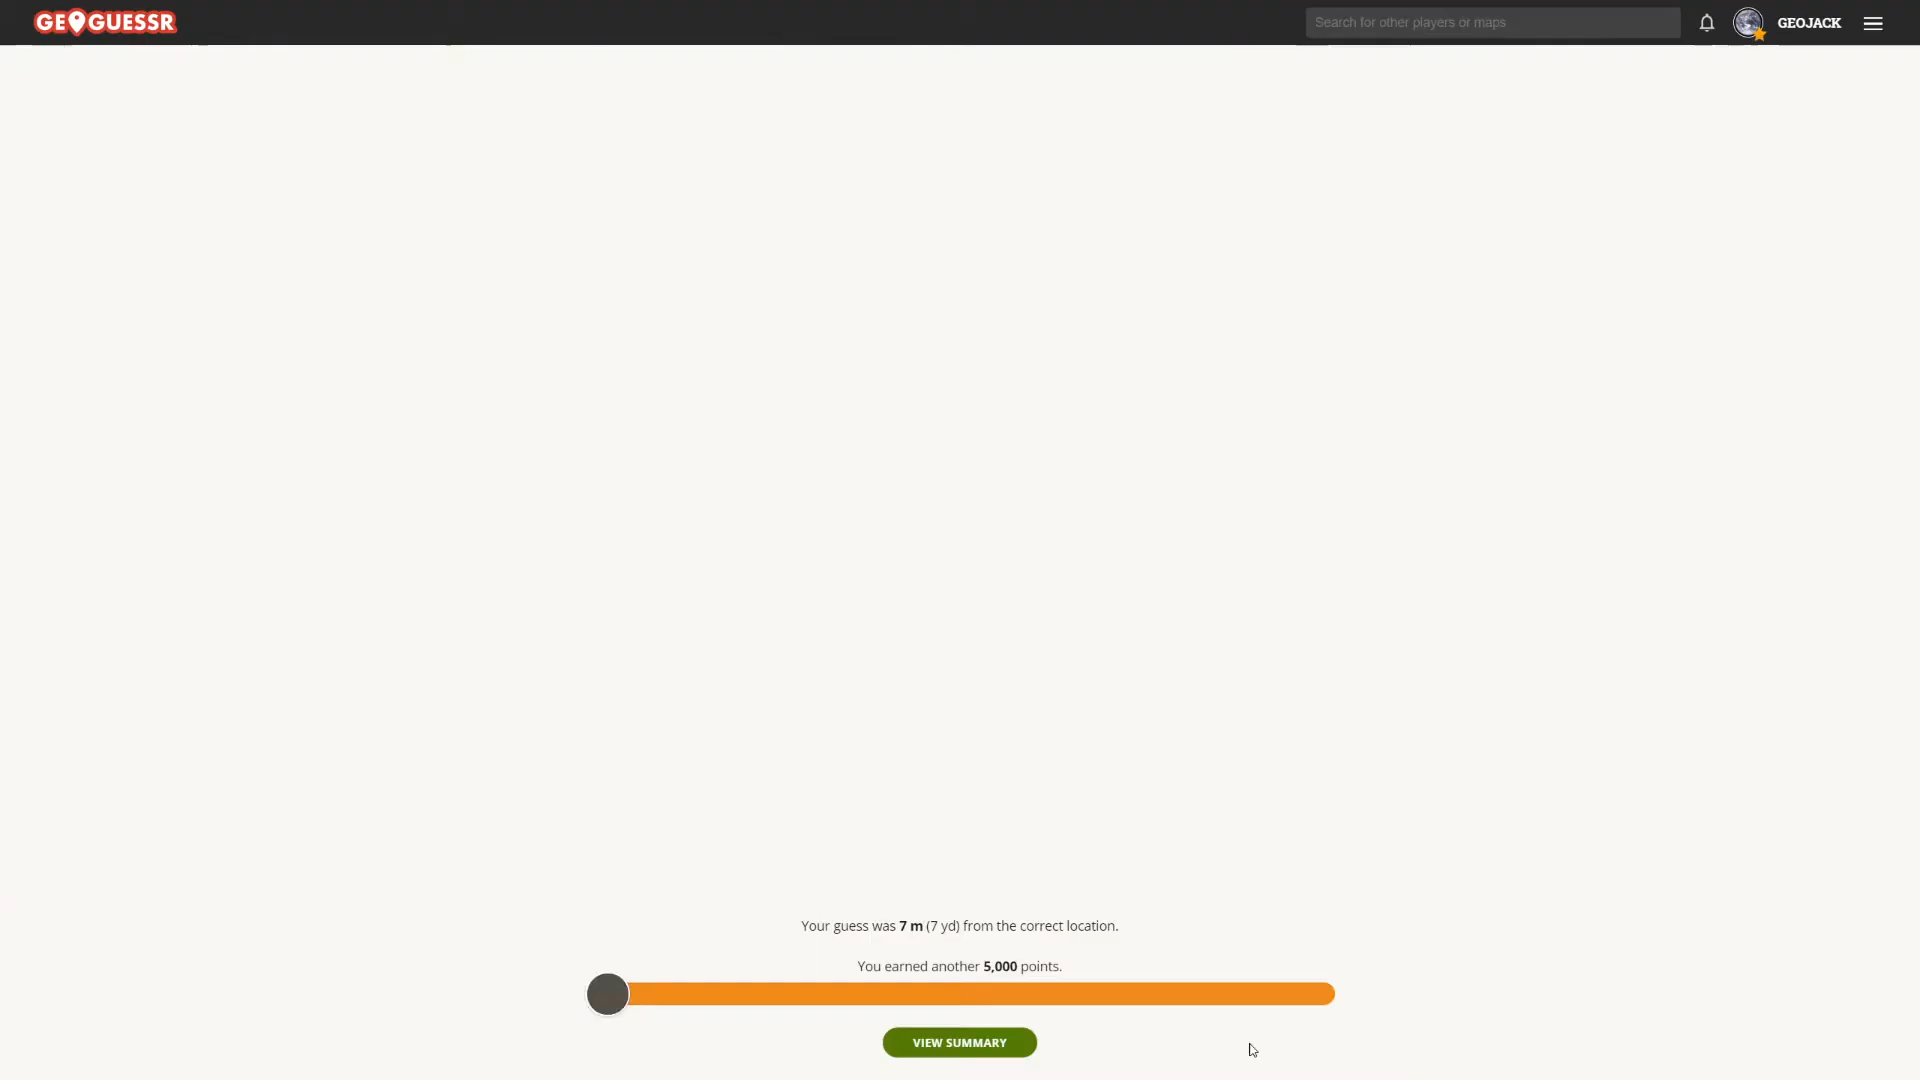 GEOGUESSR
Search for other players or maps
GEOJACK
Your guess was 7 m (7 yd) from the correct location.
You earned another 5,000 points.
VIEW SUMMARY